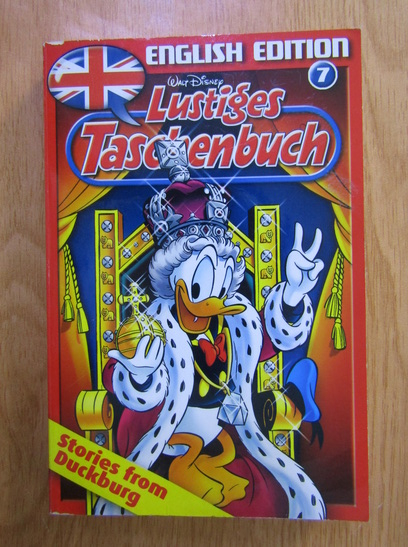 ENGLISH EDITION
7
WALT DISNEY
Lustiges
Taschenbuch
Stories from
Duckburg